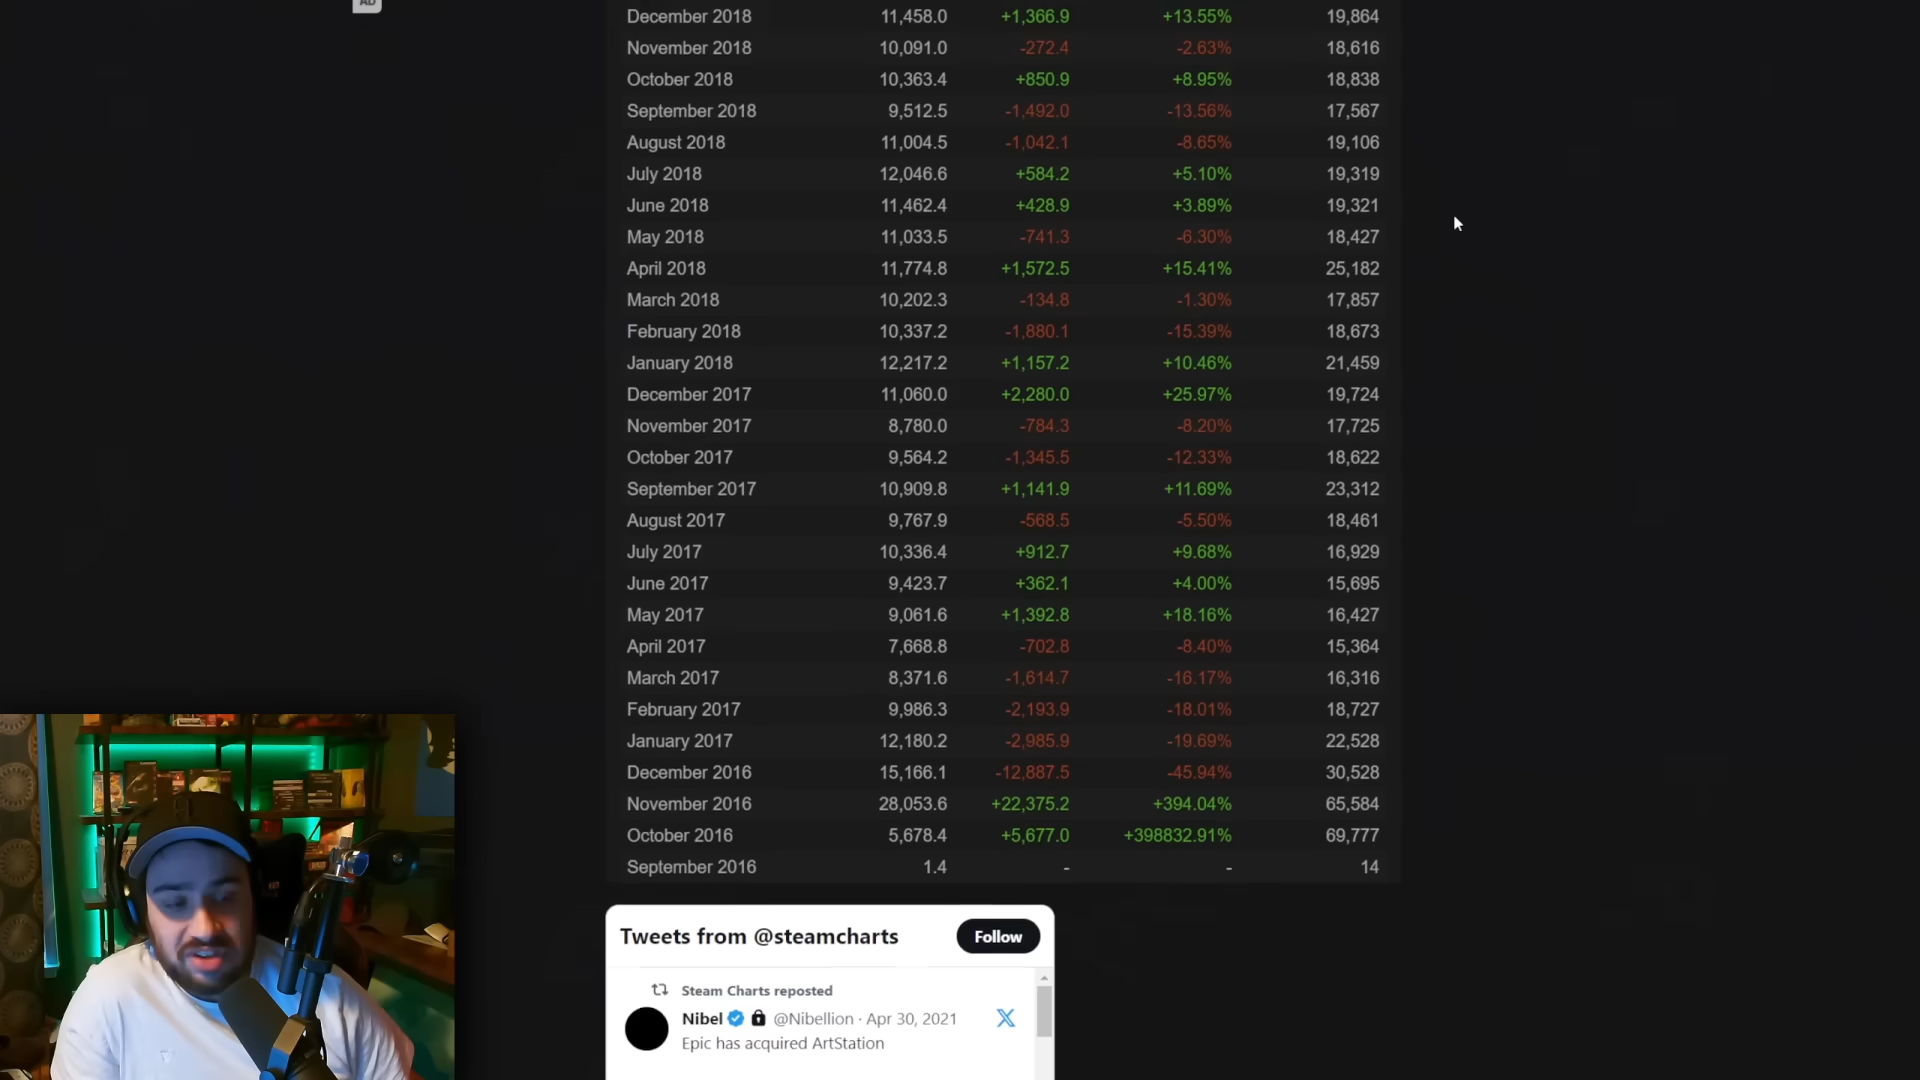 AD
December 2018 11,458.0 +1,366.9 +13.55% 19,864
November 2018 10,091.0 -272.4 -2.63% 18,616
October 2018 10,363.4 +850.9 +8.95% 18,838
September 2018 9,512.5 -1,492.0 -13.56% 17,567
August 2018 11,004.5 -1,042.1 -8.65% 19,106
July 2018 12,046.6 +584.2 +5.10% 19,319
June 2018 11,462.4 +428.9 +3.89% 19,321
May 2018 11,033.5 -741.3 -6.30% 18,427
April 2018 11,774.8 +1,572.5 +15.41% 25,182
March 2018 10,202.3 -134.8 -1.30% 17,857
February 2018 10,337.2 -1,880.1 -15.39% 18,673
January 2018 12,217.2 +1,157.2 +10.46% 21,459
December 2017 11,060.0 +2,280.0 +25.97% 19,724
November 2017 8,780.0 -784.3 -8.20% 17,725
October 2017 9,564.2 -1,345.5 -12.33% 18,622
September 2017 10,909.8 +1,141.9 +11.69% 23,312
August 2017 9,767.9 -568.5 -5.50% 18,461
July 2017 10,336.4 +912.7 +9.68% 16,929
June 2017 9,423.7 +362.1 +4.00% 15,695
May 2017 9,061.6 +1,392.8 +18.16% 16,427
April 2017 7,668.8 -702.8 -8.40% 15,364
March 2017 8,371.6 -1,614.7 -16.17% 16,316
February 2017 9,986.3 -2,193.9 -18.01% 18,727
January 2017 12,180.2 -2,985.9 -19.69% 22,528
December 2016 15,166.1 -12,887.5 -45.94% 30,528
November 2016 28,053.6 +22,375.2 +394.04% 65,584
October 2016 5,678.4 +5,677.0 +398832.91% 69,777
September 2016 1.4 - - 14
Tweets from @steamcharts Follow
Steam Charts reposted
Nibel @Nibellion · Apr 30, 2021
Epic has acquired ArtStation